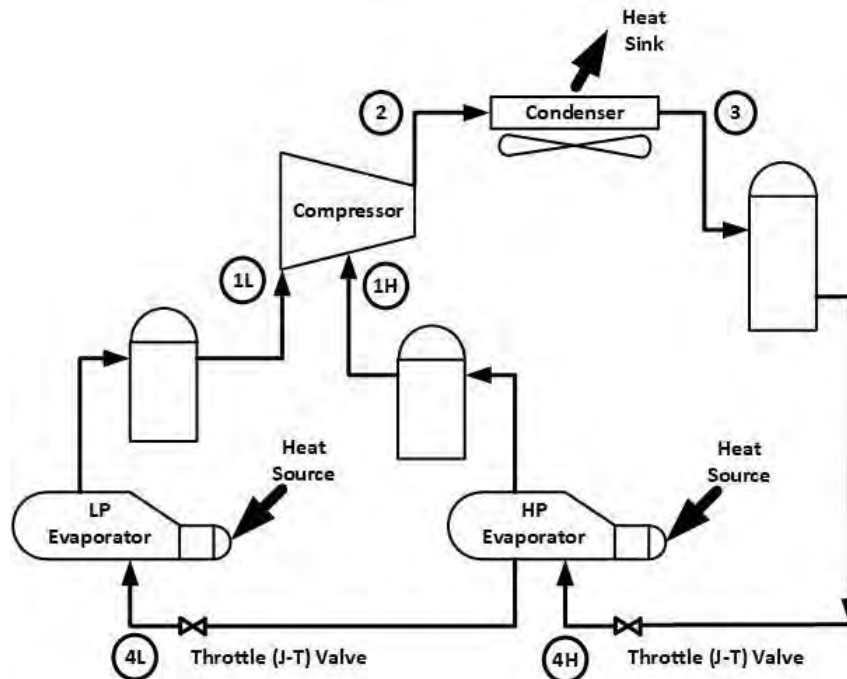 Heat
Sink
2
Condenser
3
Compressor
1L
1H
Heat
Source
Heat
Source
LP
Evaporator
HP
Evaporator
4L
Throttle (J-T) Valve
4H
Throttle (J-T) Valve